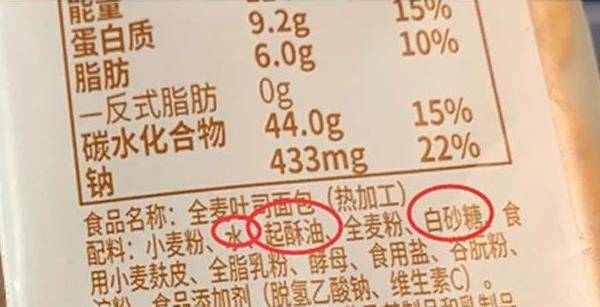 能量 15%
蛋白质 9.2g 10%
脂肪 6.0g
—反式脂肪 0g
碳水化合物 44.0g 15%
钠 433mg 22%
食品名称：全麦吐司面包（热加工）
配料：小麦粉、水、起酥油、全麦粉、白砂糖、食
用小麦麸皮、全脂乳粉、酵母、食用盐、谷朊粉、
淀粉、食品添加剂（脱氢乙酸钠、维生素C）。